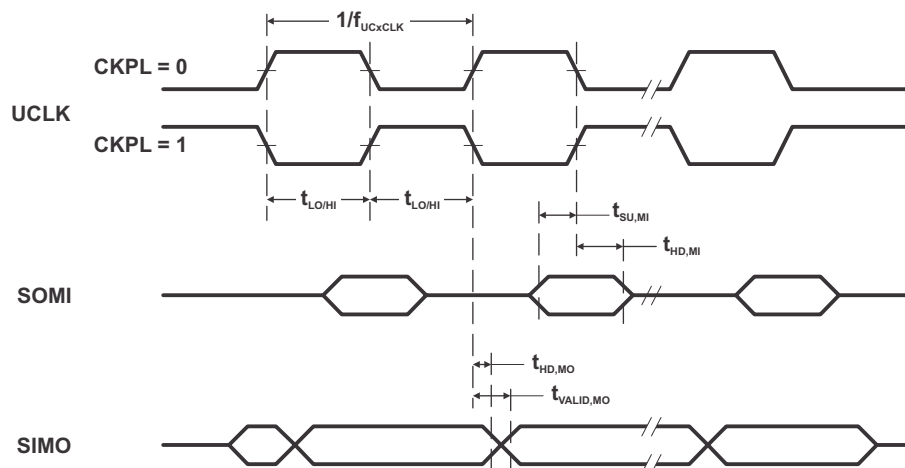 1/fUCxCLK
CKPL = 0
UCLK
CKPL = 1
tLO/HI
tLO/HI
tSU,MI
tHD,MI
SOMI
tHD,MO
tVALID,MO
SIMO